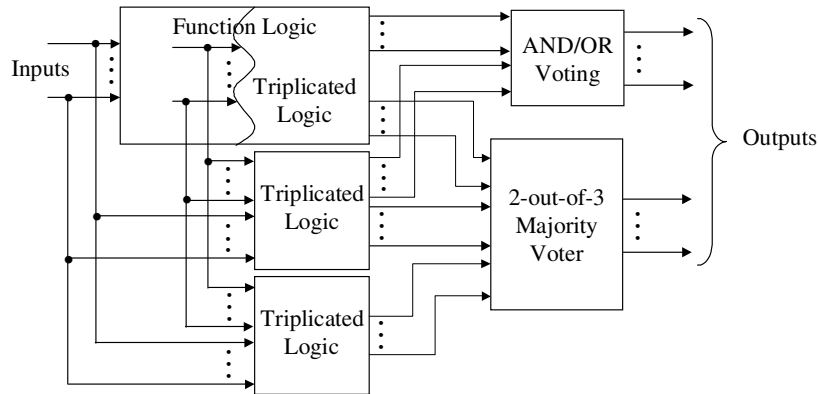 Function Logic
Inputs
Triplicated
Logic
AND/OR
Voting
Outputs
Triplicated
Logic
2-out-of-3
Majority
Voter
Triplicated
Logic